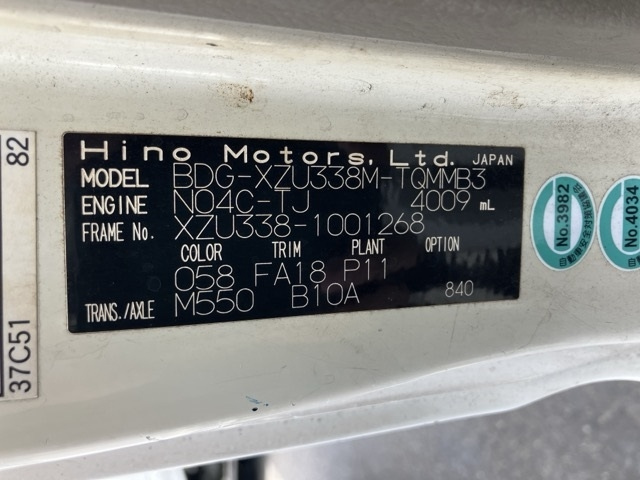 Hino Motors, Ltd. JAPAN
MODEL BDG-XZU338M-TQMMB3
ENGINE N04C-TJ 4009 mL
FRAME No. XZU338-1001268
COLOR TRIM PLANT OPTION
058 FA18 P11
TRANS./AXLE M550 B10A 840
82
37C51
No.3982
No.4034